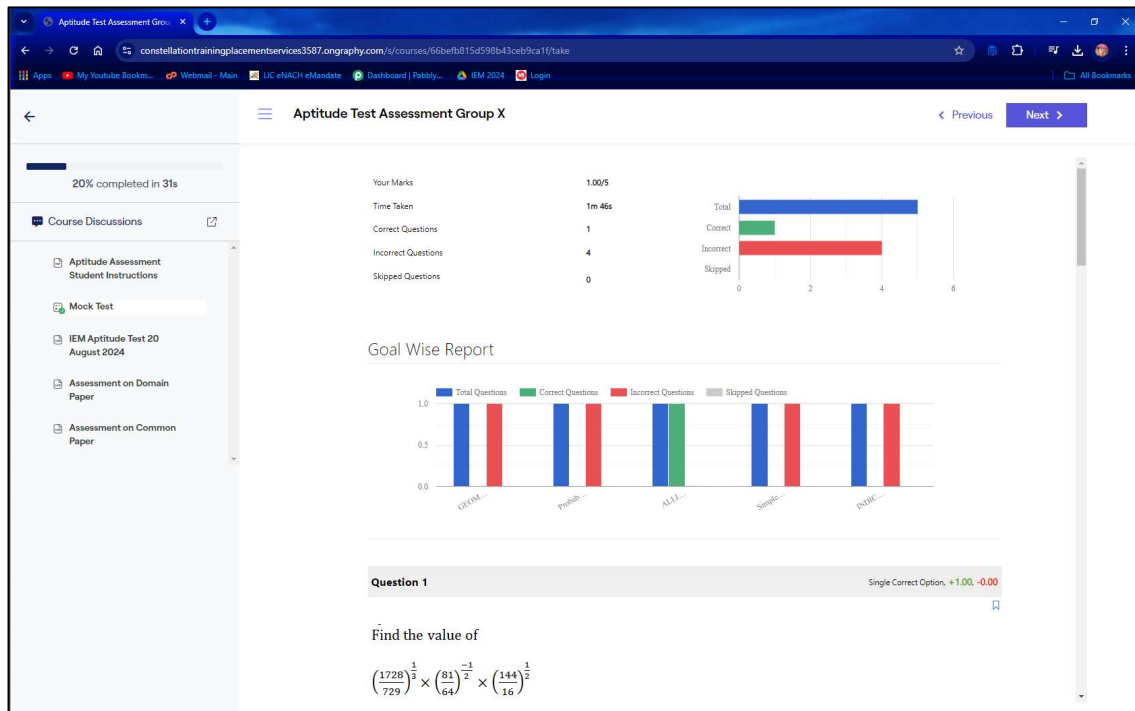 Aptitude Test Assessment Grou
constellationtrainingplacementservices3587.ongraphy.com/s/courses/66befb815d598b43ceb9ca1f/take
Apps My Youtube Bookm... Webmail - Main LIC eNACH eMandate Dashboard | Pabbly... IEM 2024 Login All Bookmarks
Aptitude Test Assessment Group X
Previous Next
20% completed in 31s
Course Discussions
Aptitude Assessment
Student Instructions
Mock Test
IEM Aptitude Test 20
August 2024
Assessment on Domain
Paper
Assessment on Common
Paper
Your Marks 1.00/5
Time Taken 1m 46s
Correct Questions 1
Incorrect Questions 4
Skipped Questions 0
Total
Correct
Incorrect
Skipped
0 2 4 6
Goal Wise Report
Total Questions Correct Questions Incorrect Questions Skipped Questions
1.0
0.5
0.0
GEOM... Probab... ALLI... Simple... INDIC...
Question 1 Single Correct Option, +1.00, -0.00
Find the value of
(1728/729)^(1/3) × (81/64)^(-1/2) × (144/16)^(1/2)